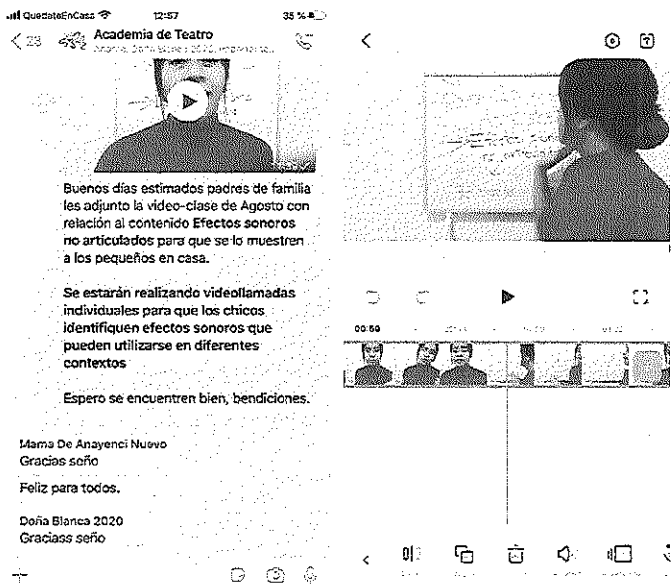 QuedateEnCasa
12:57
35 %
23
Academia de Teatro
Buenos días estimados padres de familia
les adjunto la video-clase de Agosto con
relación al contenido Efectos sonoros
no articulados para que se lo muestren
a los pequeños en casa.
Se estarán realizando videollamadas
individuales para que los chicos
identifiquen efectos sonoros que
pueden utilizarse en diferentes
contextos
Espero se encuentren bien, bendiciones.
Mama De Anayenci Nuevo
Gracias seño
Feliz para todos.
Doña Blanca 2020
Graciass seño
00:59